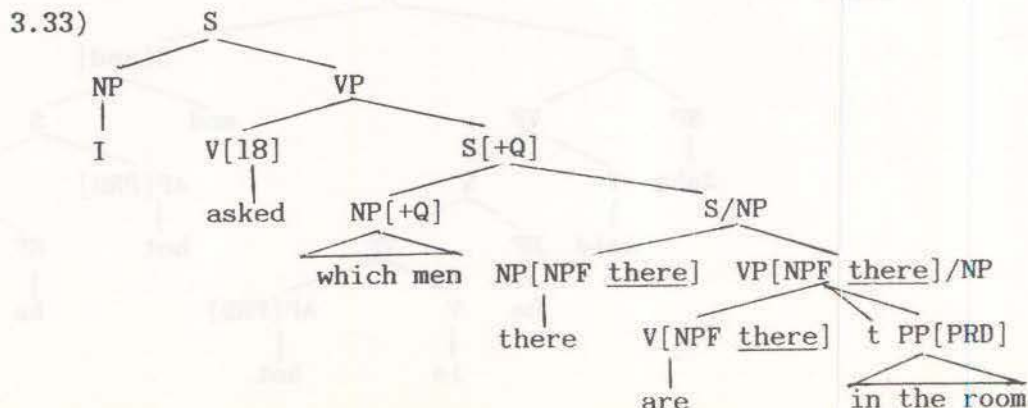 3.33) S
NP VP
I V[18] S[+Q]
asked NP[+Q] S/NP
which men NP[NPF there] VP[NPF there]/NP
there V[NPF there] t PP[PRD]
are in the room